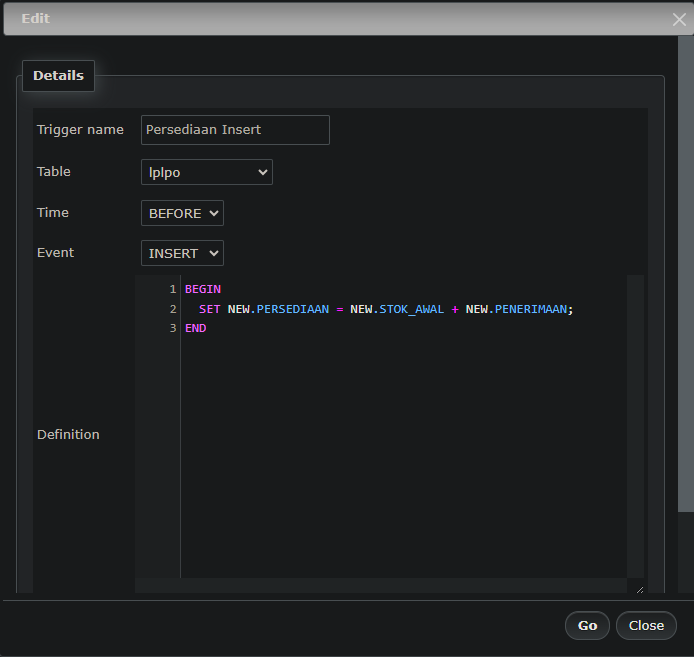 Edit
Details
Trigger name Persediaan Insert
Table lplpo
Time BEFORE
Event INSERT
Definition
1 BEGIN
2 SET NEW.PERSEDIAAN = NEW.STOK_AWAL + NEW.PENERIMAAN;
3 END
Go Close